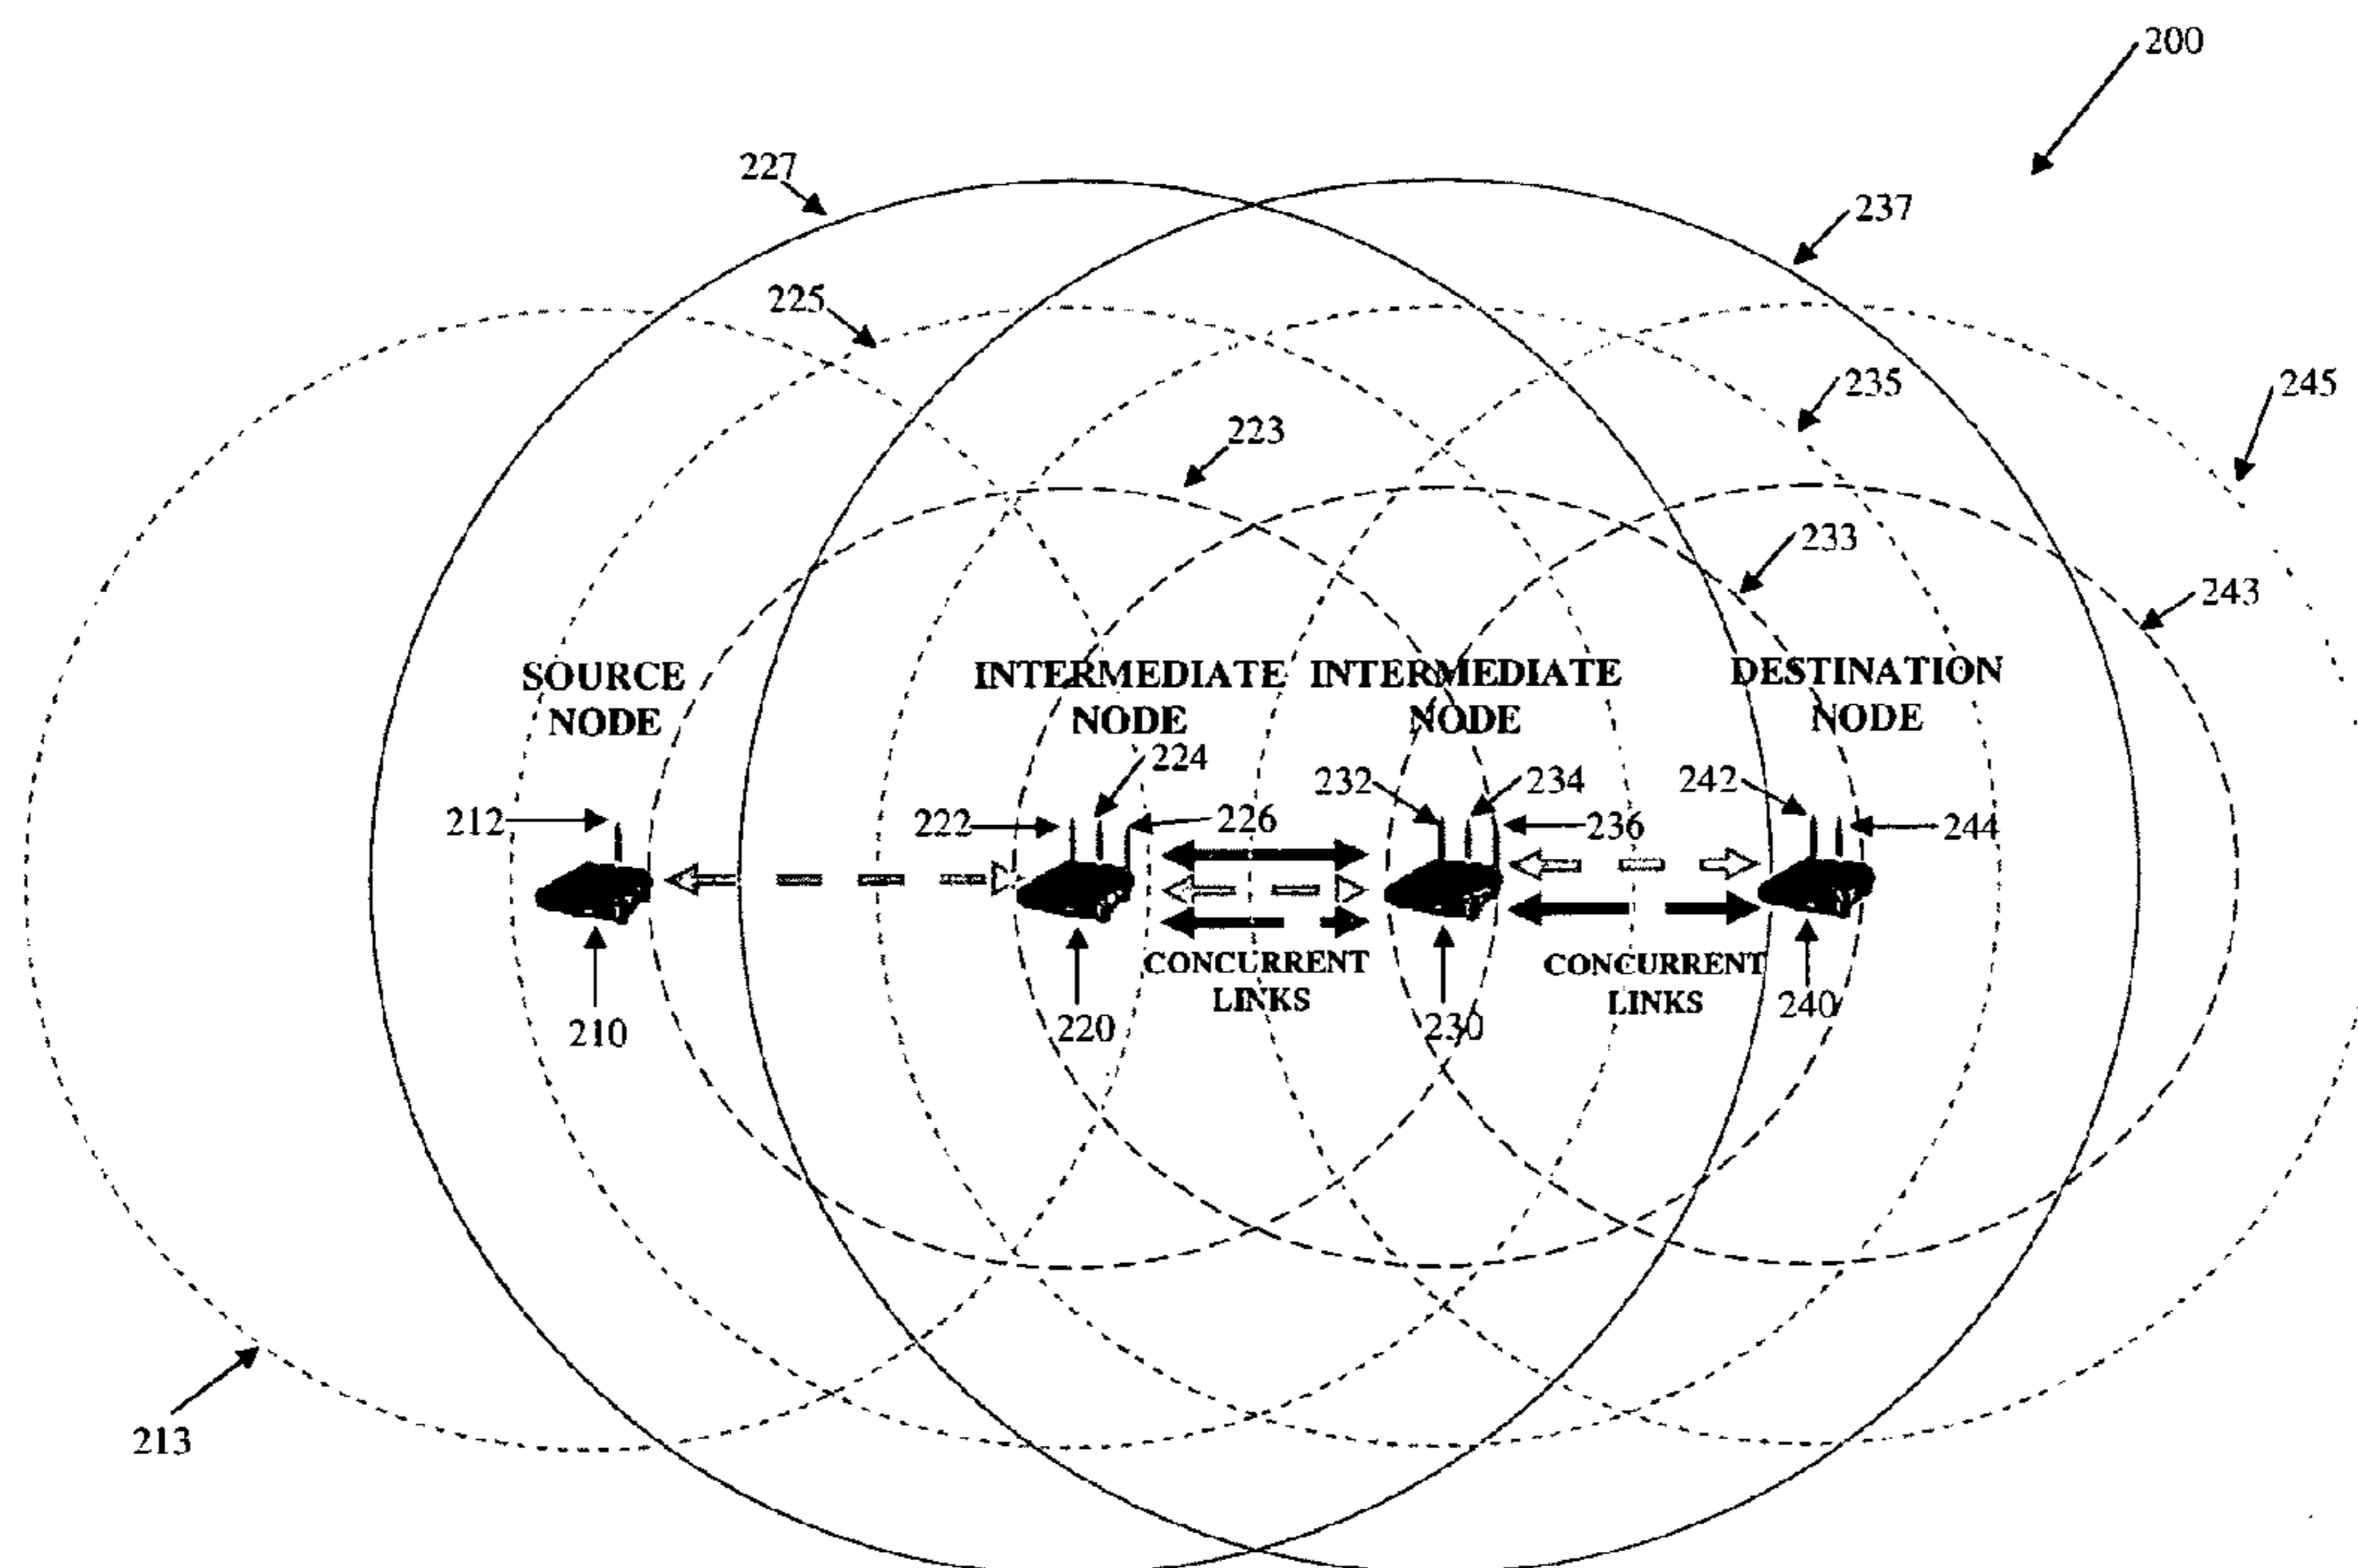 200
227
237
225
235
245
223
233
243
SOURCE
NODE
INTERMEDIATE
NODE
INTERMEDIATE
NODE
DESTINATION
NODE
224
232
234
242
212
222
226
236
244
CONCURRENT
LINKS
CONCURRENT
LINKS
210
220
230
240
213